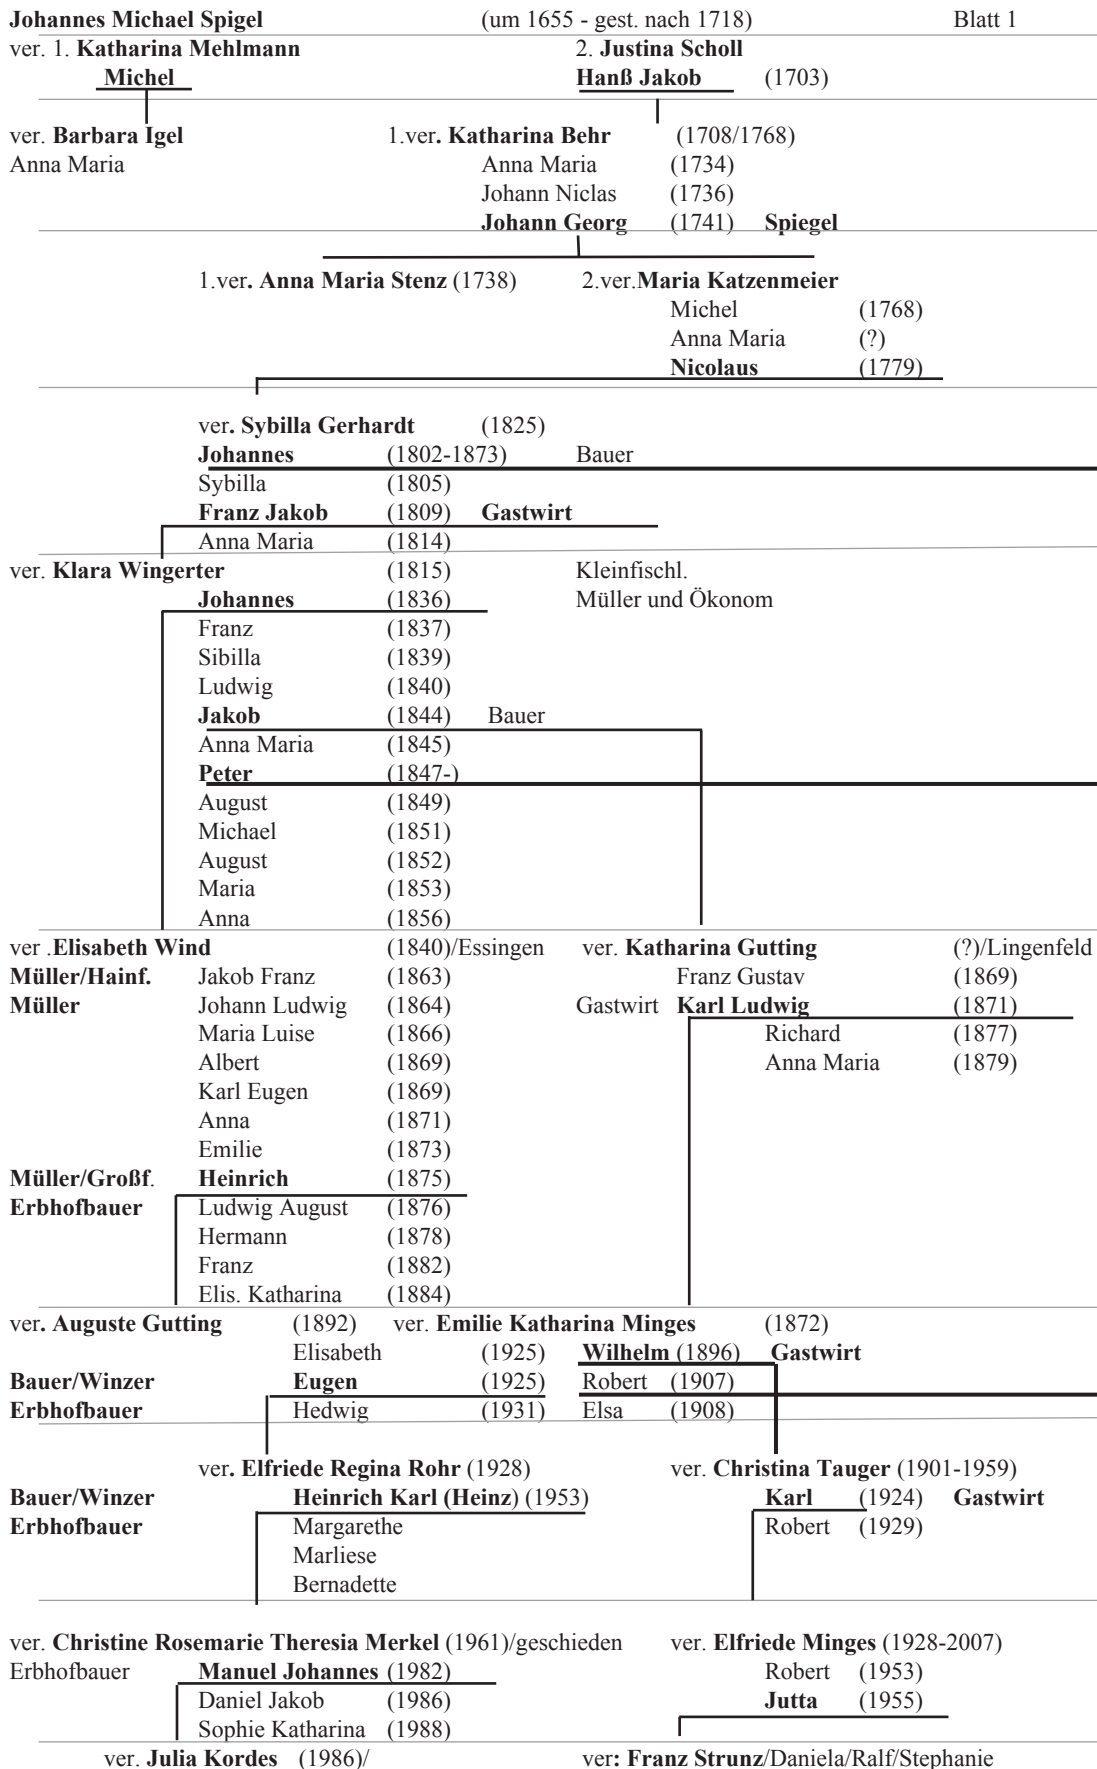 Johannes Michael Spigel (um 1655 - gest. nach 1718) Blatt 1
ver. 1. Katharina Mehlmann 2. Justina Scholl
Michel Hanß Jakob (1703)
ver. Barbara Igel 1.ver. Katharina Behr (1708/1768)
Anna Maria Anna Maria (1734)
Johann Niclas (1736)
Johann Georg (1741) Spiegel
1.ver. Anna Maria Stenz (1738) 2.ver.Maria Katzenmeier
Michel (1768)
Anna Maria (?)
Nicolaus (1779)
ver. Sybilla Gerhardt (1825)
Johannes (1802-1873) Bauer
Sybilla (1805)
Franz Jakob (1809) Gastwirt
Anna Maria (1814)
ver. Klara Wingerter (1815) Kleinfischl.
Johannes (1836) Müller und Ökonom
Franz (1837)
Sibilla (1839)
Ludwig (1840)
Jakob (1844) Bauer
Anna Maria (1845)
Peter (1847-)
August (1849)
Michael (1851)
August (1852)
Maria (1853)
Anna (1856)
ver .Elisabeth Wind (1840)/Essingen ver. Katharina Gutting (?)/Lingenfeld
Müller/Hainf. Jakob Franz (1863) Franz Gustav (1869)
Müller Johann Ludwig (1864) Gastwirt Karl Ludwig (1871)
Maria Luise (1866) Richard (1877)
Albert (1869) Anna Maria (1879)
Karl Eugen (1869)
Anna (1871)
Emilie (1873)
Müller/Großf. Heinrich (1875)
Erbhofbauer Ludwig August (1876)
Hermann (1878)
Franz (1882)
Elis. Katharina (1884)
ver. Auguste Gutting (1892) ver. Emilie Katharina Minges (1872)
Elisabeth (1925) Wilhelm (1896) Gastwirt
Bauer/Winzer Eugen (1925) Robert (1907)
Erbhofbauer Hedwig (1931) Elsa (1908)
ver. Elfriede Regina Rohr (1928) ver. Christina Tauger (1901-1959)
Bauer/Winzer Heinrich Karl (Heinz) (1953) Karl (1924) Gastwirt
Erbhofbauer Margarethe Robert (1929)
Marliese
Bernadette
ver. Christine Rosemarie Theresia Merkel (1961)/geschieden ver. Elfriede Minges (1928-2007)
Erbhofbauer Manuel Johannes (1982) Robert (1953)
Daniel Jakob (1986) Jutta (1955)
Sophie Katharina (1988)
ver. Julia Kordes (1986)/ ver: Franz Strunz/Daniela/Ralf/Stephanie